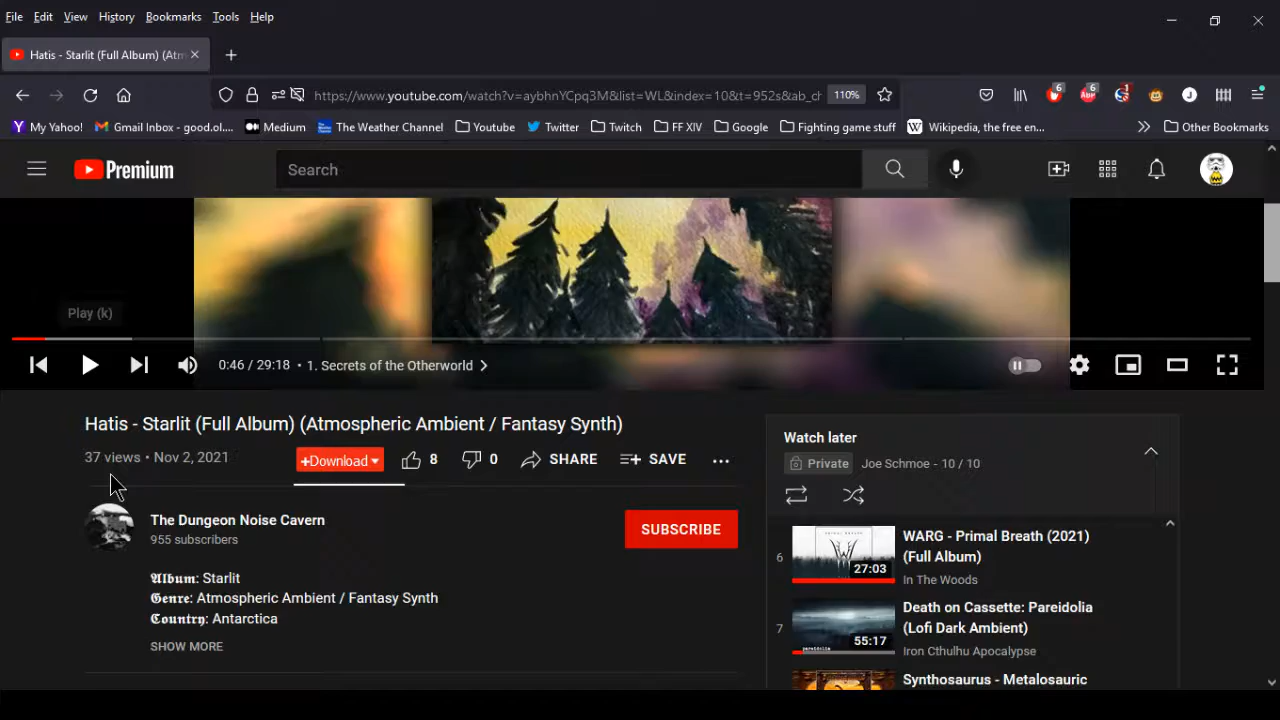 File Edit View History Bookmarks Tools Help
Hatis - Starlit (Full Album) (Atm
https://www.youtube.com/watch?v=aybhnYCpq3M&list=WL&index=10&t=952s&ab_ch 110% 6 6 1
My Yahoo! Gmail Inbox - good.ol... Medium The Weather Channel Youtube Twitter Twitch FF XIV Google Fighting game stuff Wikipedia, the free en... Other Bookmarks
Premium Search
Play (k)
0:46 / 29:18 • 1. Secrets of the Otherworld
Hatis - Starlit (Full Album) (Atmospheric Ambient / Fantasy Synth)
37 views • Nov 2, 2021
+Download 8 0 SHARE SAVE ...
The Dungeon Noise Cavern
955 subscribers
SUBSCRIBE
𝕬𝖑𝖇𝖚𝖒: Starlit
𝕲𝖊𝖓𝖗𝖊: Atmospheric Ambient / Fantasy Synth
𝕮𝖔𝖚𝖓𝖙𝖗𝖞: Antarctica
SHOW MORE
Watch later
Private Joe Schmoe - 10 / 10
6 27:03 WARG - Primal Breath (2021)
(Full Album)
In The Woods
7 55:17 Death on Cassette: Pareidolia
(Lofi Dark Ambient)
Iron Cthulhu Apocalypse
Synthosaurus - Metalosauric